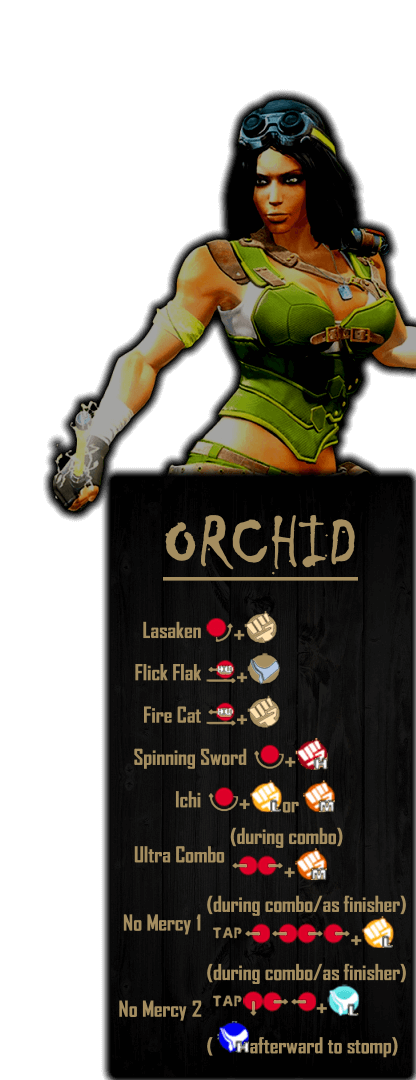 ORCHID
Lasaken +
Flick Flak +
Fire Cat +
Spinning Sword + H
Ichi + L or M
(during combo)
Ultra Combo + M
(during combo/as finisher)
No Mercy 1 TAP + L
(during combo/as finisher)
No Mercy 2 TAP + L
( H afterward to stomp)